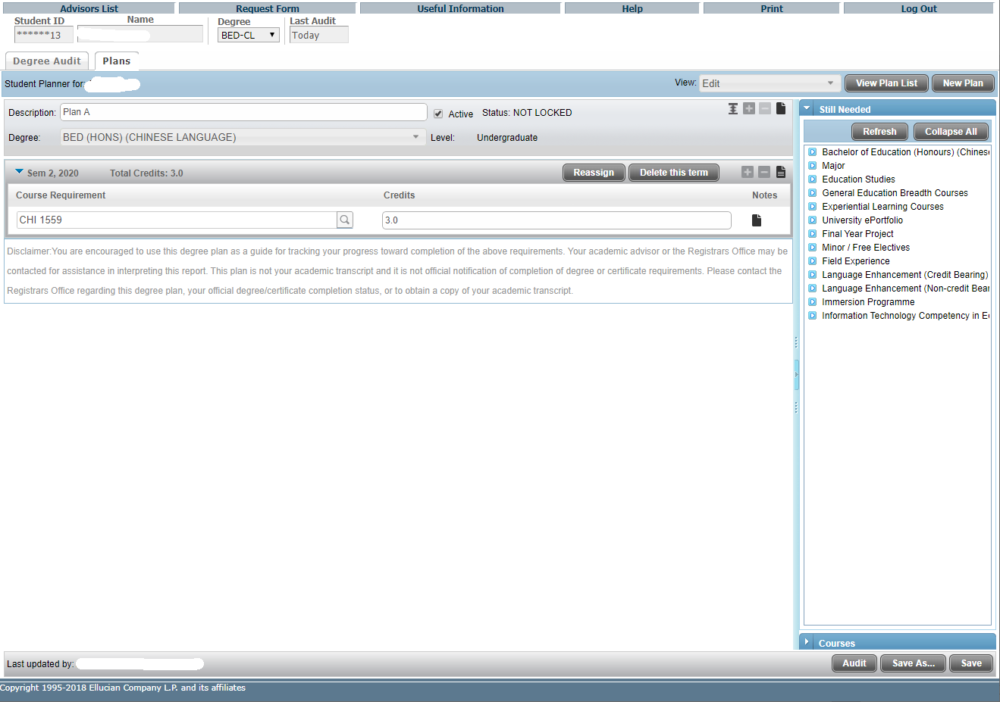 Advisors List Request Form Useful Information Help Print Log Out
Student ID Name Degree Last Audit
******13 BED-CL Today
Degree Audit Plans
Student Planner for: View: Edit View Plan List New Plan
Description: Plan A Active Status: NOT LOCKED
Degree: BED (HONS) (CHINESE LANGUAGE) Level: Undergraduate
Sem 2, 2020 Total Credits: 3.0 Reassign Delete this term
Course Requirement Credits Notes
CHI 1559 3.0
Disclaimer:You are encouraged to use this degree plan as a guide for tracking your progress toward completion of the above requirements. Your academic advisor or the Registrars Office may be
contacted for assistance in interpreting this report. This plan is not your academic transcript and it is not official notification of completion of degree or certificate requirements. Please contact the
Registrars Office regarding this degree plan, your official degree/certificate completion status, or to obtain a copy of your academic transcript.
Still Needed
Refresh Collapse All
Bachelor of Education (Honours) (Chines
Major
Education Studies
General Education Breadth Courses
Experiential Learning Courses
University ePortfolio
Final Year Project
Minor / Free Electives
Field Experience
Language Enhancement (Credit Bearing)
Language Enhancement (Non-credit Bear
Immersion Programme
Information Technology Competency in E
Courses
Last updated by: Audit Save As... Save
Copyright 1995-2018 Ellucian Company L.P. and its affiliates